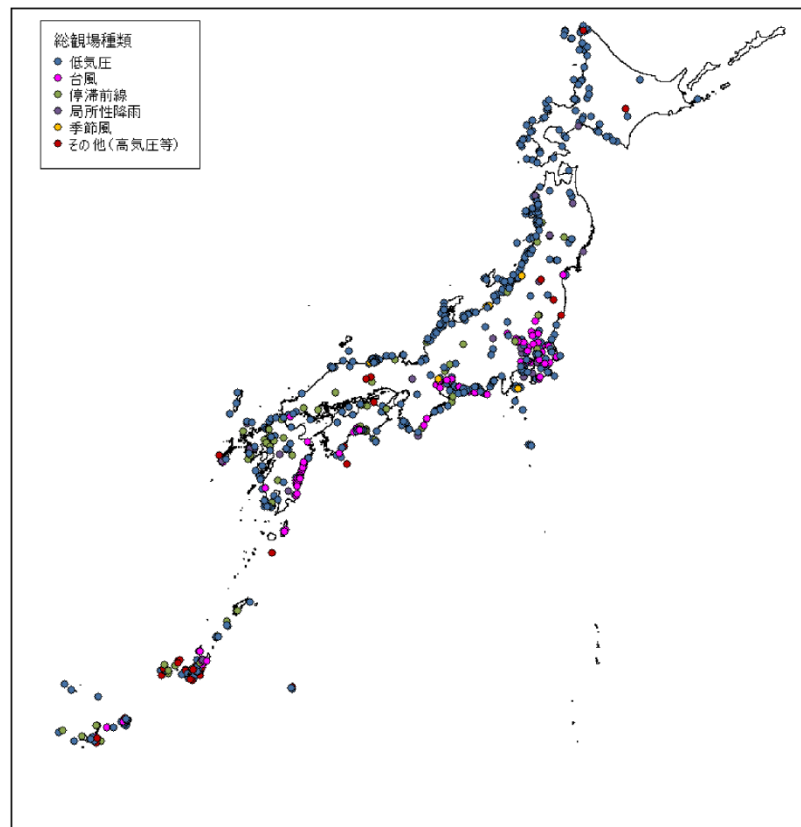 総観場種類
低気圧
台風
停滞前線
局所性降雨
季節風
その他(高気圧等)